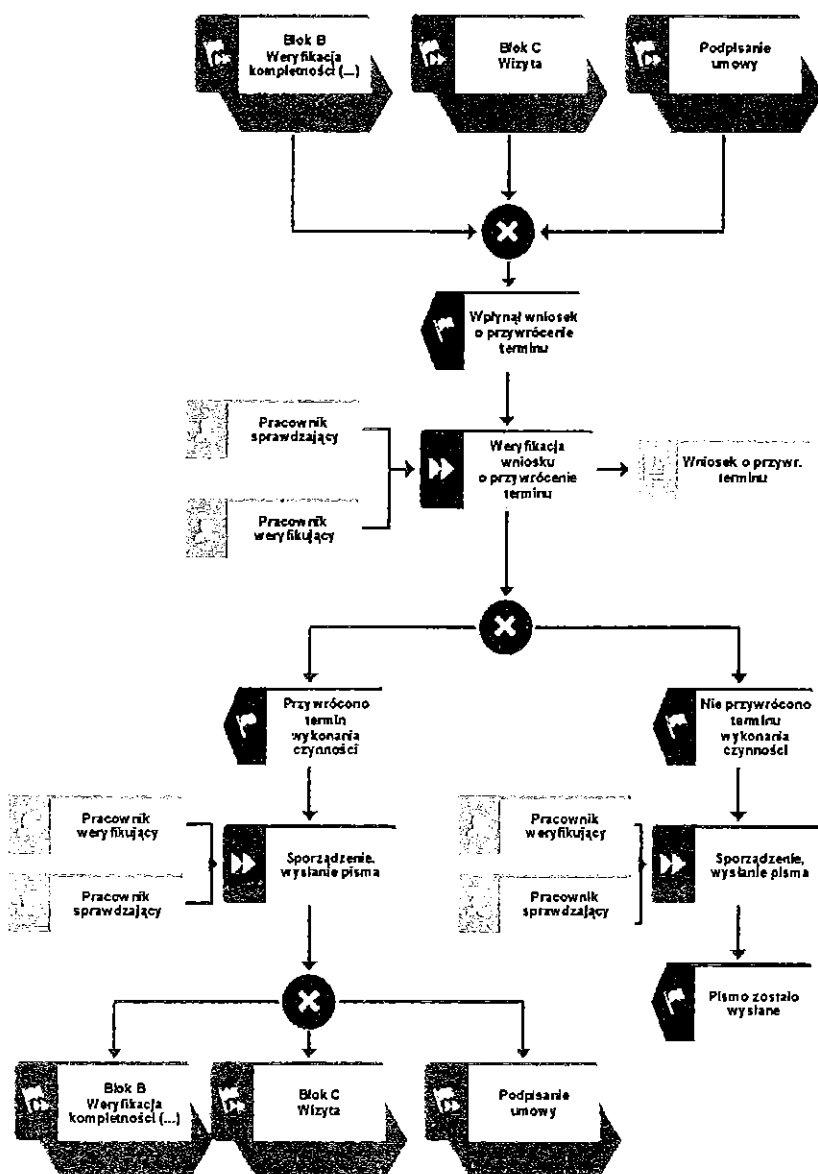 Blok B
Weryfikacja
kompletności (...)
Blok C
Wizyta
Podpisanie
umowy
Wpłynął wniosek
o przywrócenie
terminu
Pracownik
sprawdzający
Pracownik
weryfikujący
Weryfikacja
wniosku
o przywrócenie
terminu
Wniosek o przywr.
terminu
Przywrócono
termin
wykonania
czynności
Nie przywrócono
terminu
wykonania
czynności
Pracownik
weryfikujący
Pracownik
sprawdzający
Sporządzenie,
wysłanie pisma
Pracownik
weryfikujący
Pracownik
sprawdzający
Sporządzenie,
wysłanie pisma
Pismo zostało
wysłane
Blok B
Weryfikacja
kompletności (...)
Blok C
Wizyta
Podpisanie
umowy